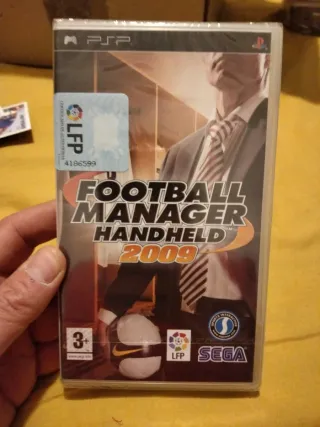 PSP
LFP
4186599
FOOTBALL
MANAGER
HANDHELD
2009
3+
LFP
SEGA